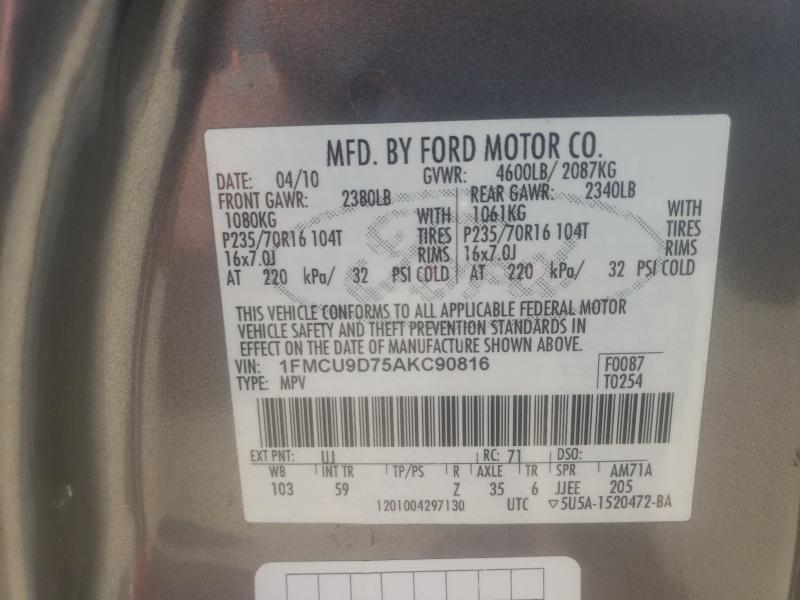 MFD. BY FORD MOTOR CO.
DATE: 04/10 GVWR: 4600LB/ 2087KG
FRONT GAWR: 2380LB REAR GAWR: 2340LB
1080KG WITH 1061KG WITH
P235/70R16 104T TIRES P235/70R16 104T TIRES
16x7.0J RIMS 16x7.0J RIMS
AT 220 kPa/ 32 PSI COLD AT 220 kPa/ 32 PSI COLD
THIS VEHICLE CONFORMS TO ALL APPLICABLE FEDERAL MOTOR
VEHICLE SAFETY AND THEFT PREVENTION STANDARDS IN
EFFECT ON THE DATE OF MANUFACTURE SHOWN ABOVE.
VIN: 1FMCU9D75AKC90816 F0087
TYPE: MPV T0254
EXT PNT: UJ RC: 71 DSO:
WB INT TR TP/PS R AXLE TR SPR AM71A
103 59 Z 35 6 JJEE 205
1201004297130 UTC ▽5U5A-1520472-BA